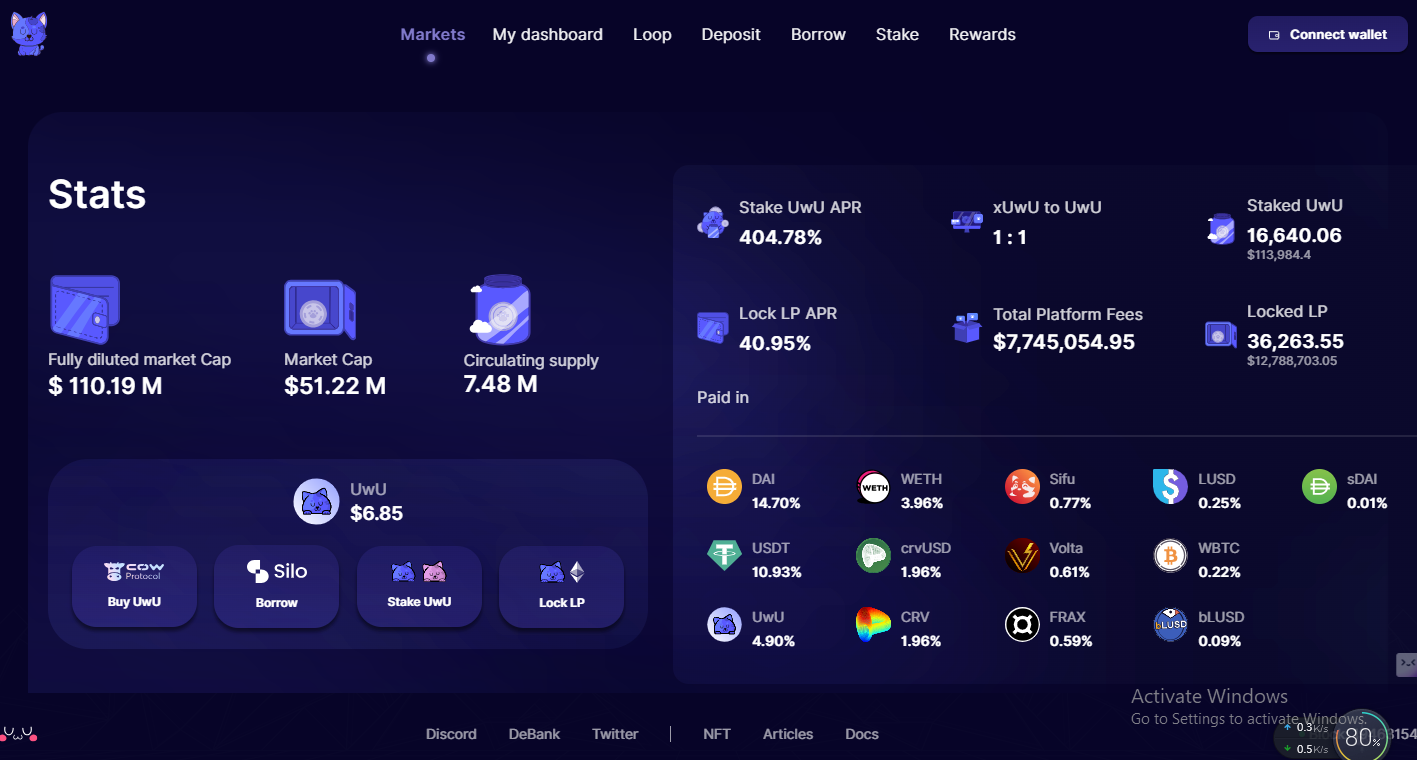 Markets
My dashboard
Loop
Deposit
Borrow
Stake
Rewards
Connect wallet
Stats
Fully diluted market Cap
$ 110.19 M
Market Cap
$51.22 M
Circulating supply
7.48 M
UwU
$6.85
COW
Protocol
Buy UwU
Silo
Borrow
Stake UwU
Lock LP
Stake UwU APR
404.78%
xUwU to UwU
1 : 1
Staked UwU
16,640.06
$113,984.4
Lock LP APR
40.95%
Total Platform Fees
$7,745,054.95
Locked LP
36,263.55
$12,788,703.05
Paid in
DAI
14.70%
WETH
WETH
3.96%
Sifu
0.77%
LUSD
0.25%
sDAI
0.01%
USDT
10.93%
crvUSD
1.96%
Volta
0.61%
WBTC
0.22%
UwU
4.90%
CRV
1.96%
FRAX
0.59%
bLUSD
bLUSD
0.09%
Activate Windows
Go to Settings to activate Windows.
UwU
Discord
DeBank
Twitter
NFT
Articles
Docs
0.3K/s
0.5K/s
80%